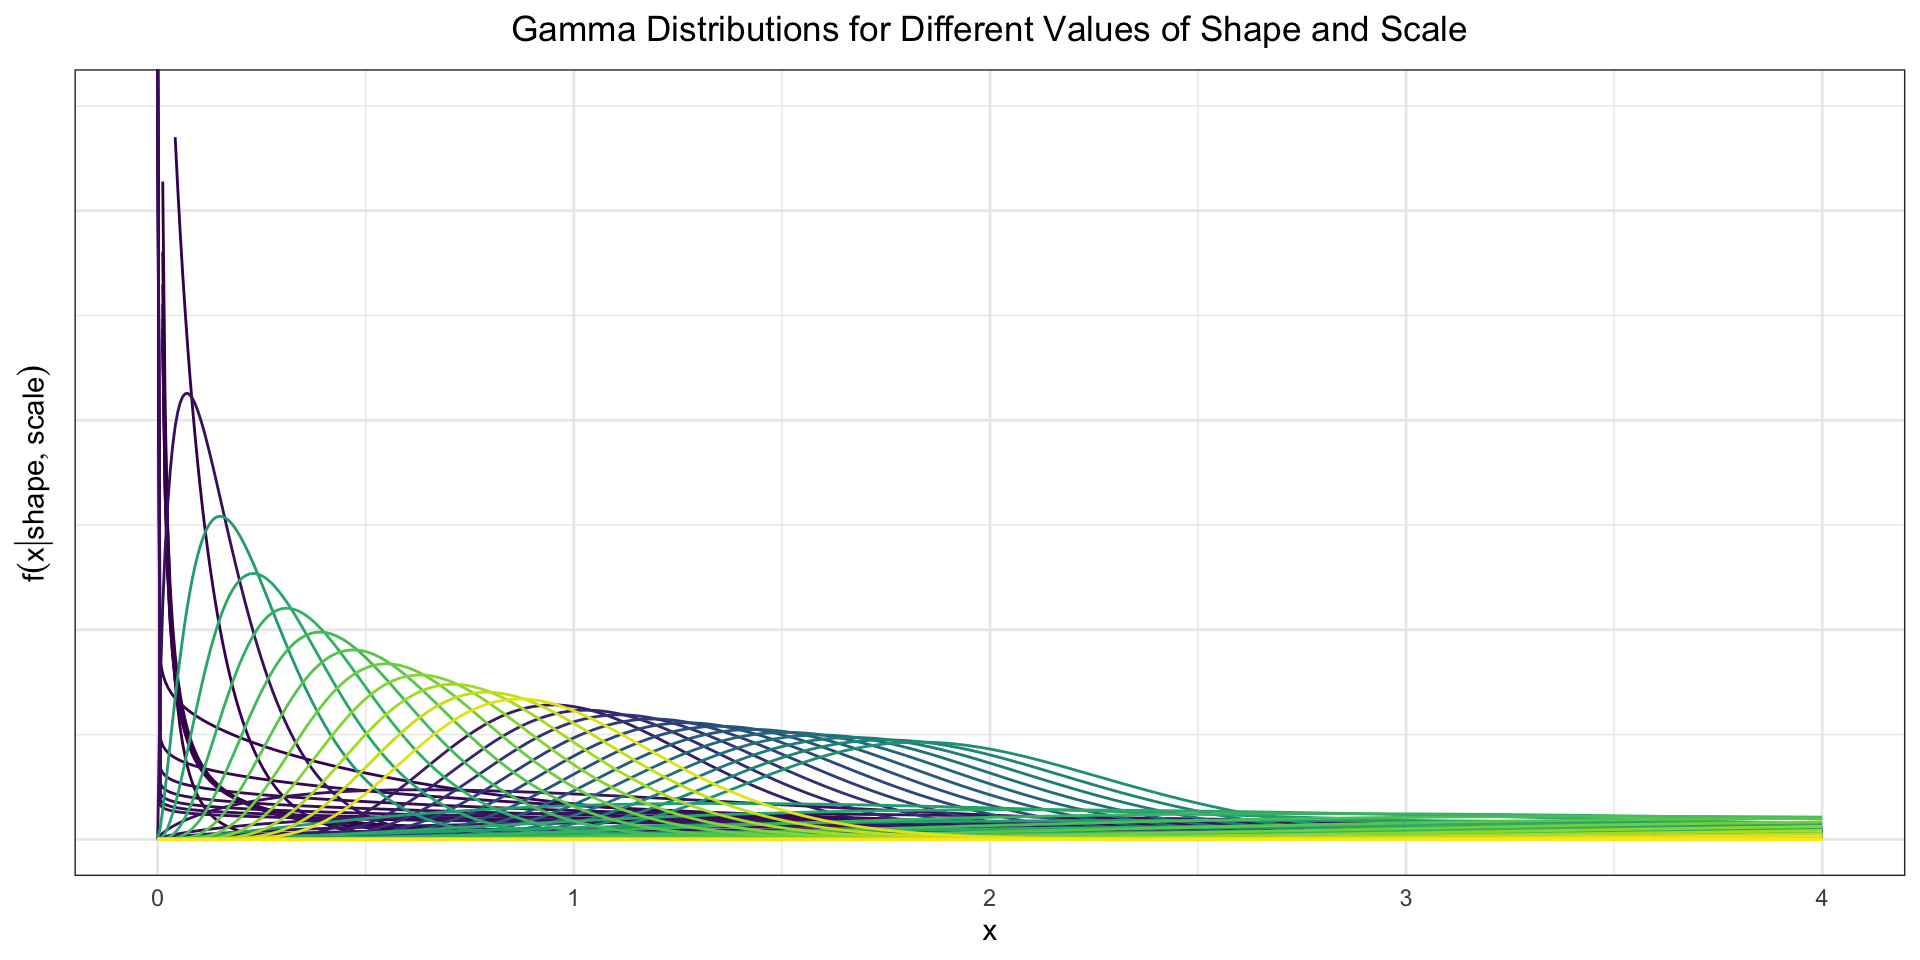 Gamma Distributions for Different Values of Shape and Scale
f(x|shape, scale)
0 1 2 3 4
x